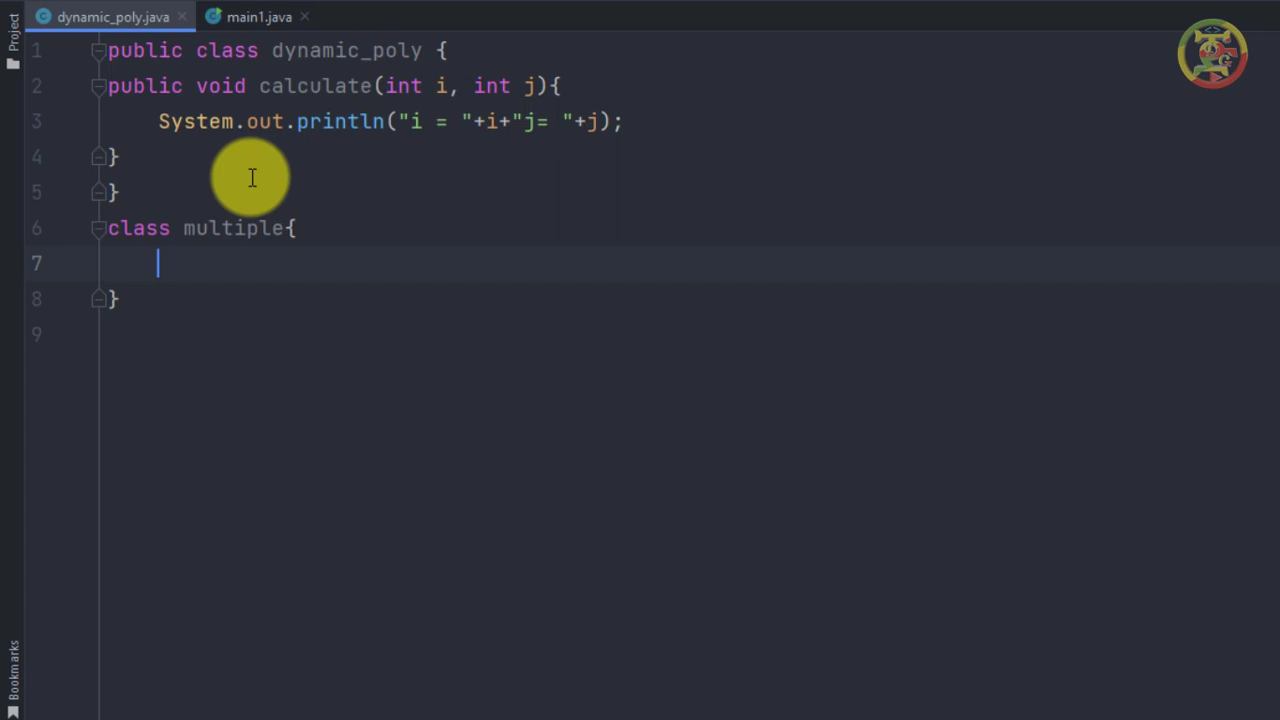 Project
dynamic_poly.java
main1.java
1 public class dynamic_poly {
2 public void calculate(int i, int j){
3 System.out.println("i = "+i+"j= "+j);
4 }
5 }
6 class multiple{
7
8 }
9
Bookmarks